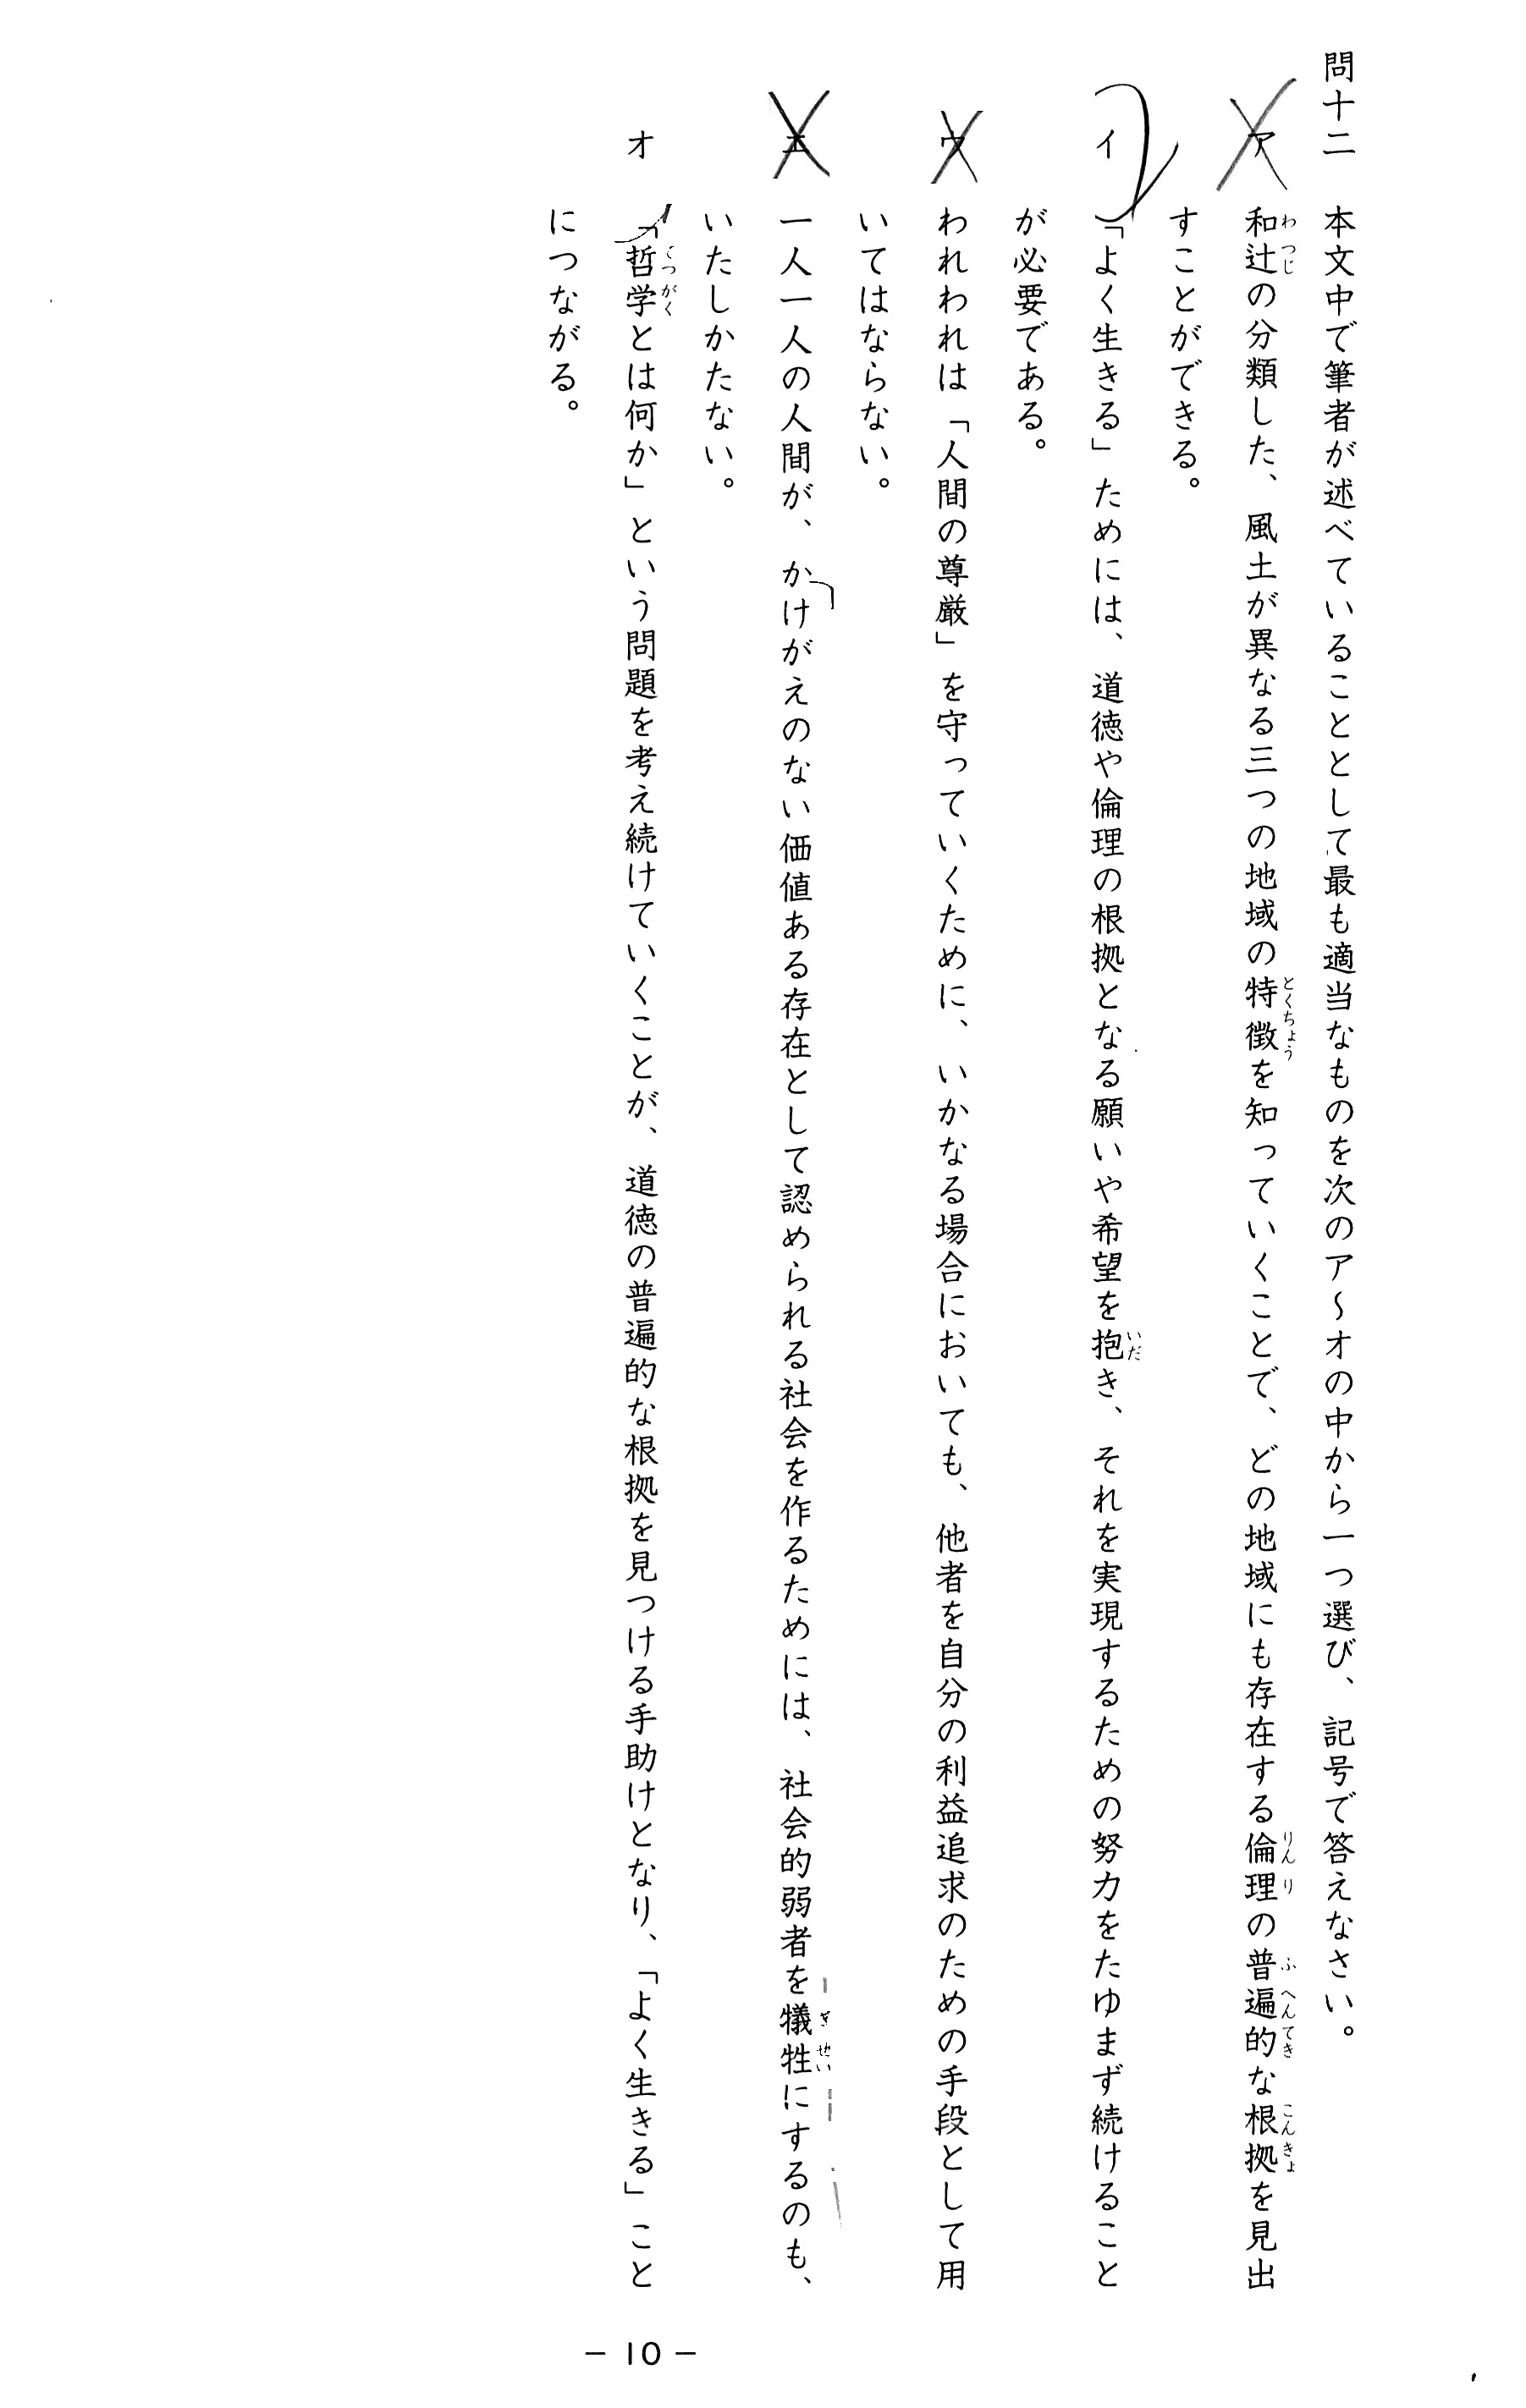 問十二 本文中で筆者が述べていることとして最も適当なものを次のア～オの中から一つ選び、記号で答えなさい。
ア 和辻の分類した、風土が異なる三つの地域の特徴を知っていくことで、どの地域にも存在する倫理の普遍的な根拠を見出
すことができる。
イ 「よく生きる」ためには、道徳や倫理の根拠となる願いや希望を抱き、それを実現するための努力をたゆまず続けること
が必要である。
ウ われわれは「人間の尊厳」を守っていくために、いかなる場合においても、他者を自分の利益追求のための手段として用
いてはならない。
エ 一人一人の人間が、かけがえのない価値ある存在として認められる社会を作るためには、社会的弱者を犠牲にするのも、
いたしかたない。
オ 「哲学とは何か」という問題を考え続けていくことが、道徳の普遍的な根拠を見つける手助けとなり、「よく生きる」こと
につながる。
－10－